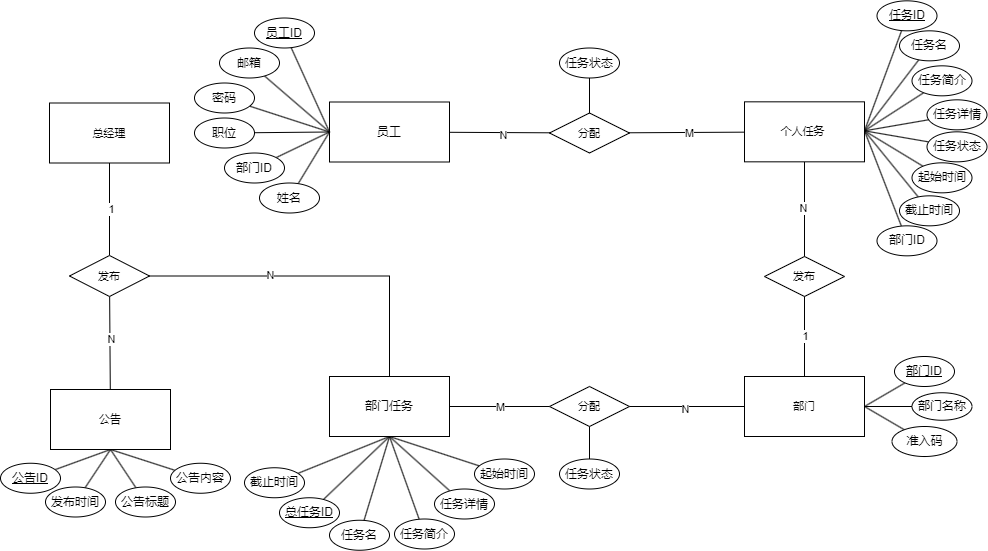 任务ID
员工ID
任务名
邮箱
任务状态
任务简介
密码
任务详情
总经理
职位
员工
N
分配
M
个人任务
任务状态
部门ID
起始时间
姓名
截止时间
1
N
部门ID
发布
N
发布
N
1
部门ID
公告
部门任务
M
分配
N
部门
部门名称
准入码
公告ID
发布时间
公告标题
公告内容
截止时间
总任务ID
任务名
任务简介
任务详情
起始时间
任务状态